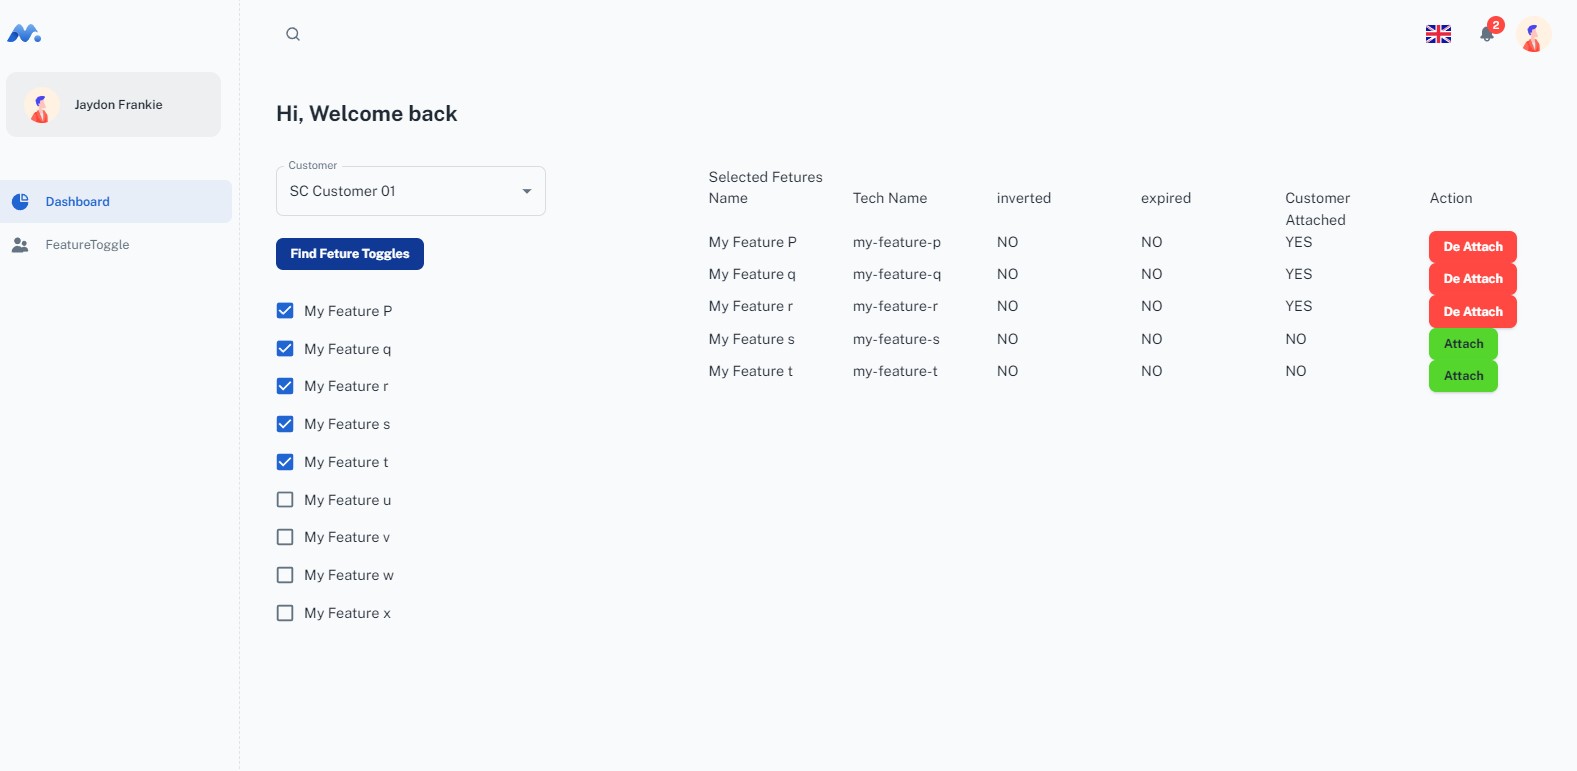 2
Jaydon Frankie
Dashboard
FeatureToggle
Hi, Welcome back
Customer
SC Customer 01
Find Feture Toggles
My Feature P
My Feature q
My Feature r
My Feature s
My Feature t
My Feature u
My Feature v
My Feature w
My Feature x
Selected Fetures
Name Tech Name inverted expired Customer Action
Attached
My Feature P my-feature-p NO NO YES De Attach
My Feature q my-feature-q NO NO YES De Attach
My Feature r my-feature-r NO NO YES De Attach
My Feature s my-feature-s NO NO NO Attach
My Feature t my-feature-t NO NO NO Attach